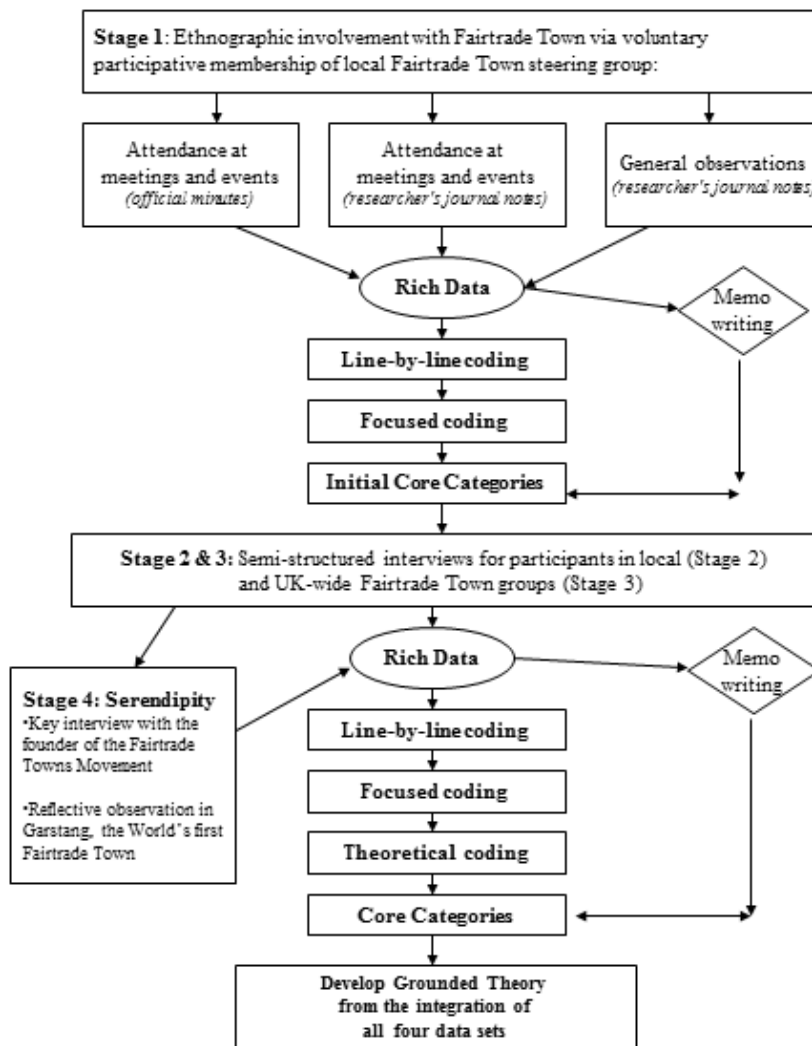 Stage 1: Ethnographic involvement with Fairtrade Town via voluntary
participative membership of local Fairtrade Town steering group:
Attendance at
meetings and events
(official minutes)
Attendance at
meetings and events
(researcher's journal notes)
General observations
(researcher's journal notes)
Rich Data
Memo
writing
Line-by-line coding
Focused coding
Initial Core Categories
Stage 2 & 3: Semi-structured interviews for participants in local (Stage 2)
and UK-wide Fairtrade Town groups (Stage 3)
Rich Data
Memo
writing
Stage 4: Serendipity
•Key interview with the
founder of the Fairtrade
Towns Movement
•Reflective observation in
Garstang, the World's first
Fairtrade Town
Line-by-line coding
Focused coding
Theoretical coding
Core Categories
Develop Grounded Theory
from the integration of
all four data sets